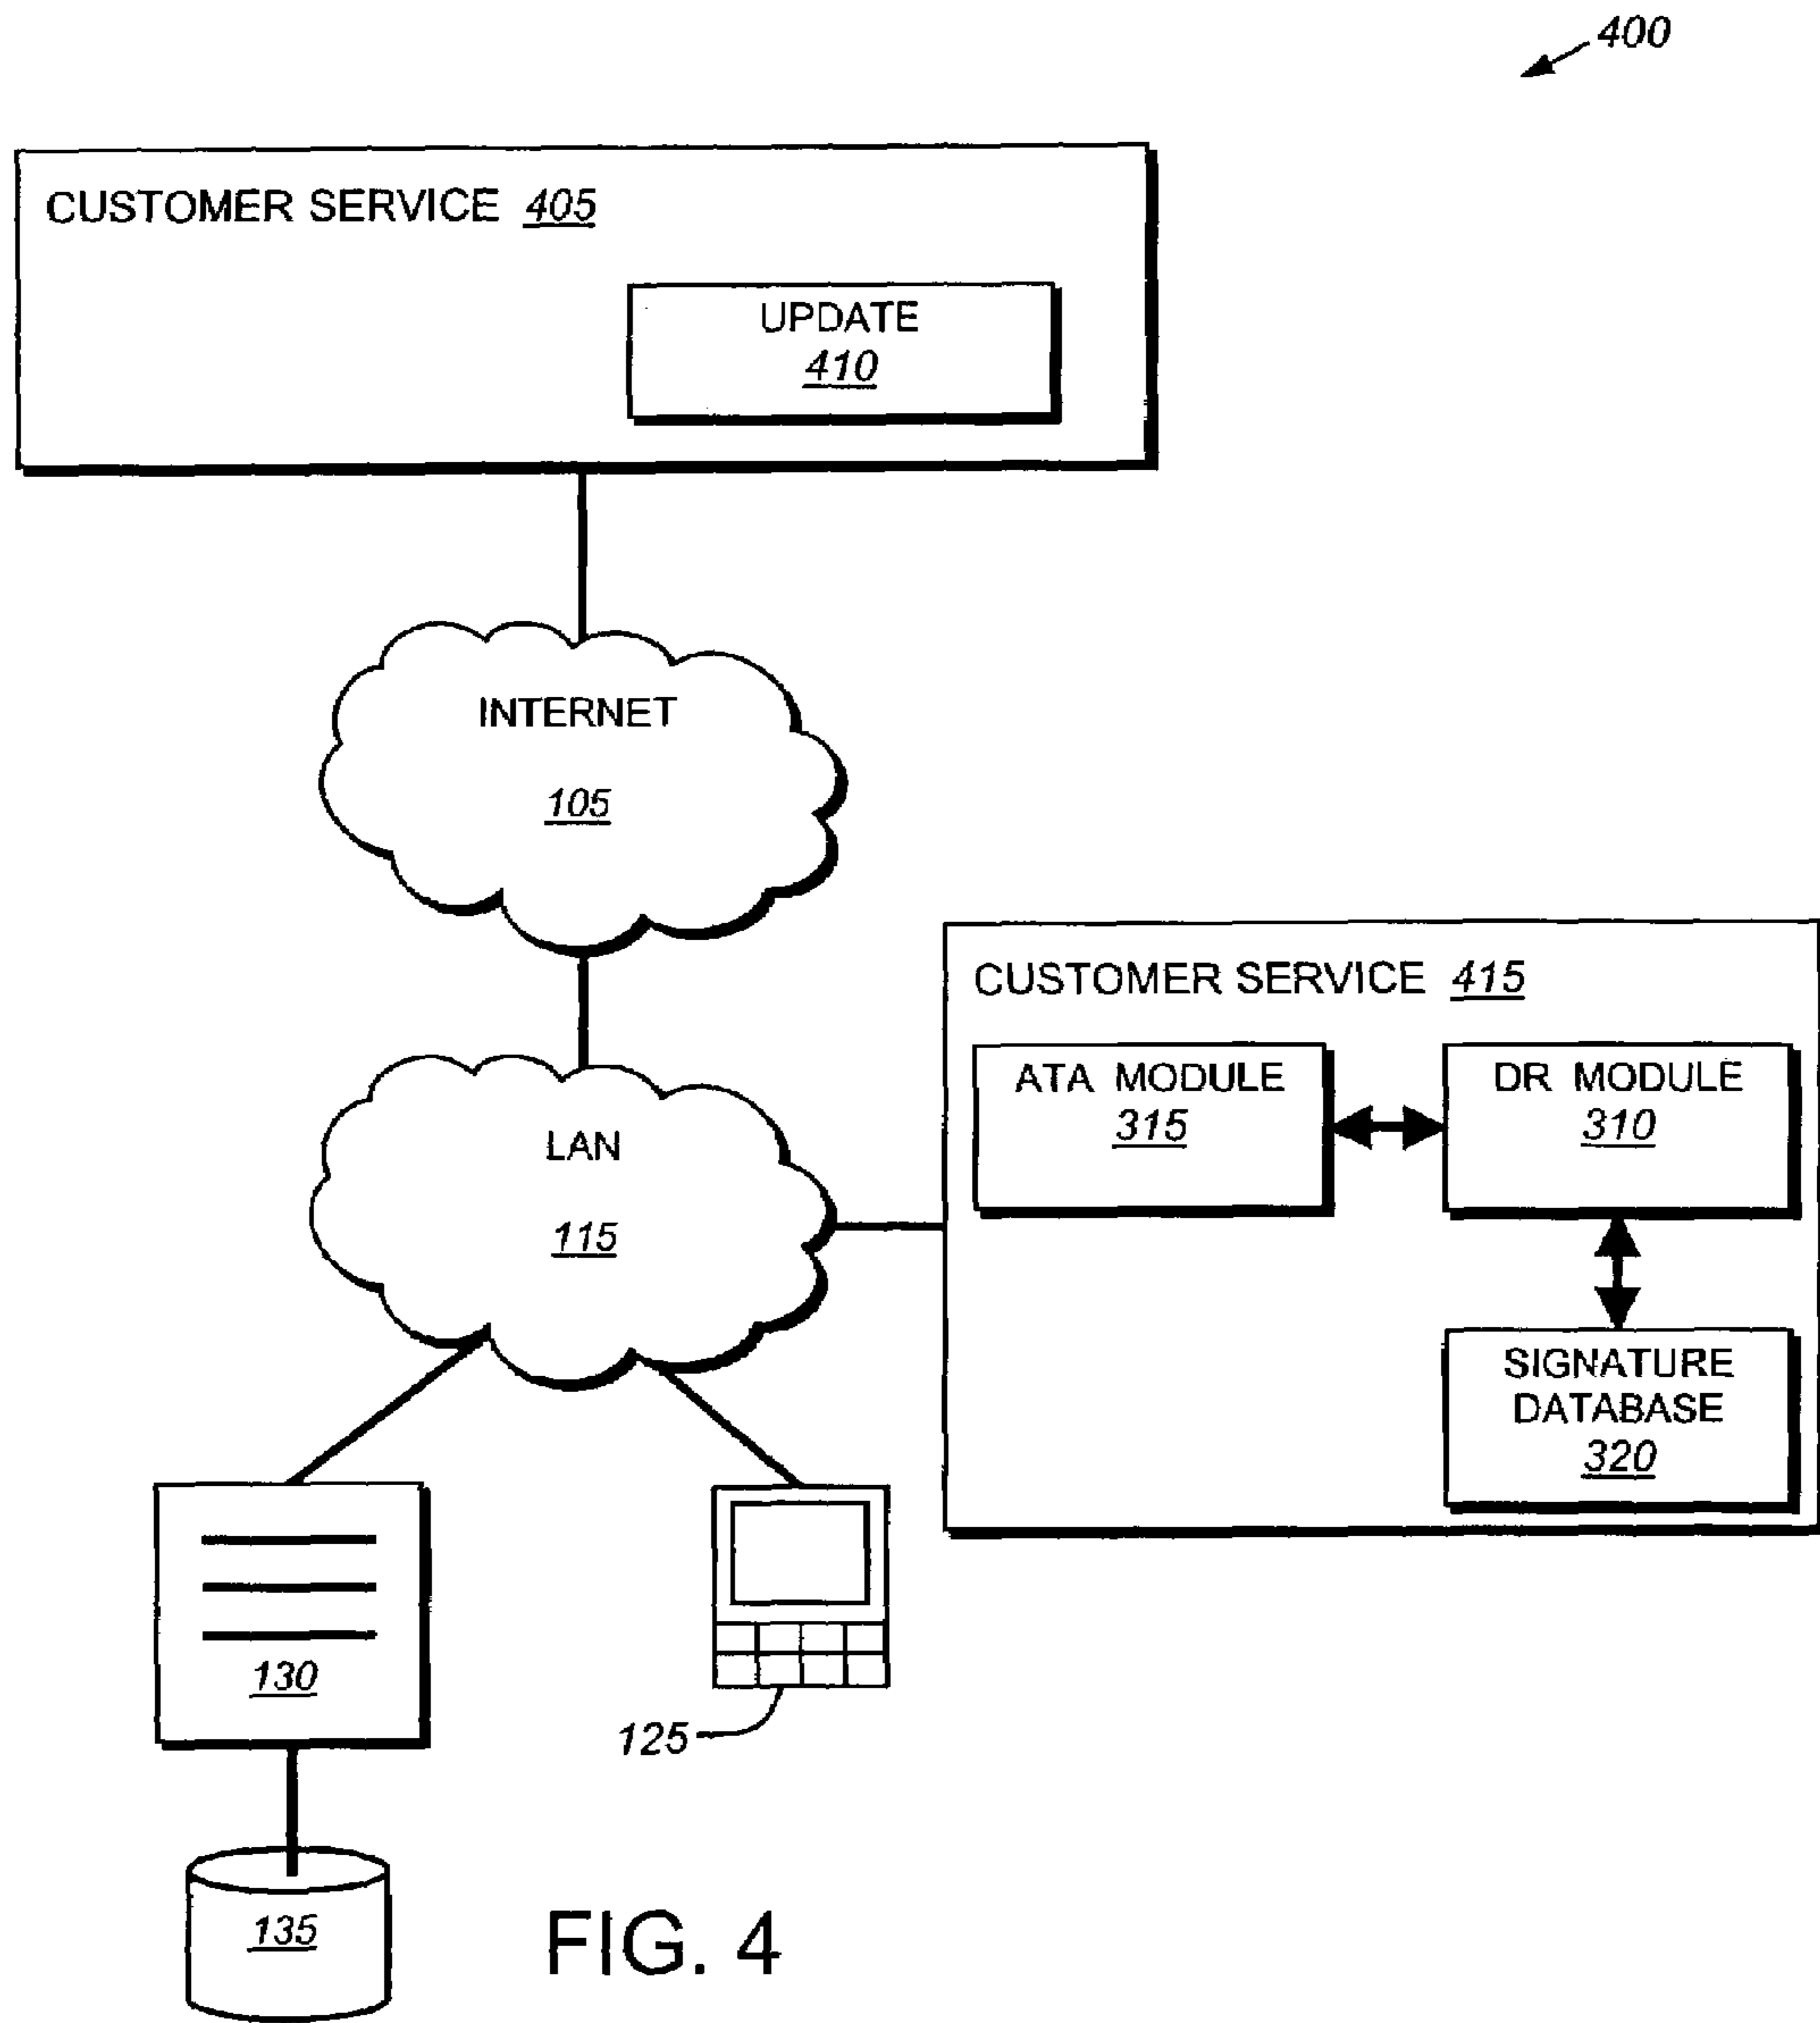 400
CUSTOMER SERVICE 405
UPDATE
410
INTERNET
105
CUSTOMER SERVICE 415
ATA MODULE
315
DR MODULE
310
LAN
115
SIGNATURE
DATABASE
320
130
125
135
FIG. 4